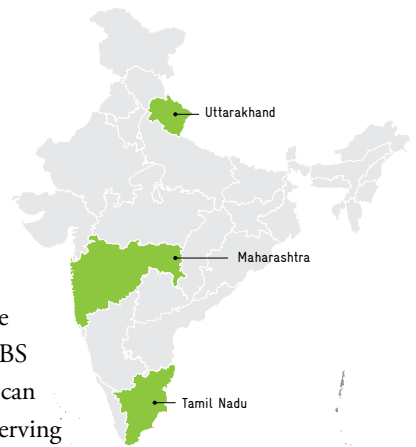 Uttarakhand
Maharashtra
e
BS
can
Tamil Nadu
erving